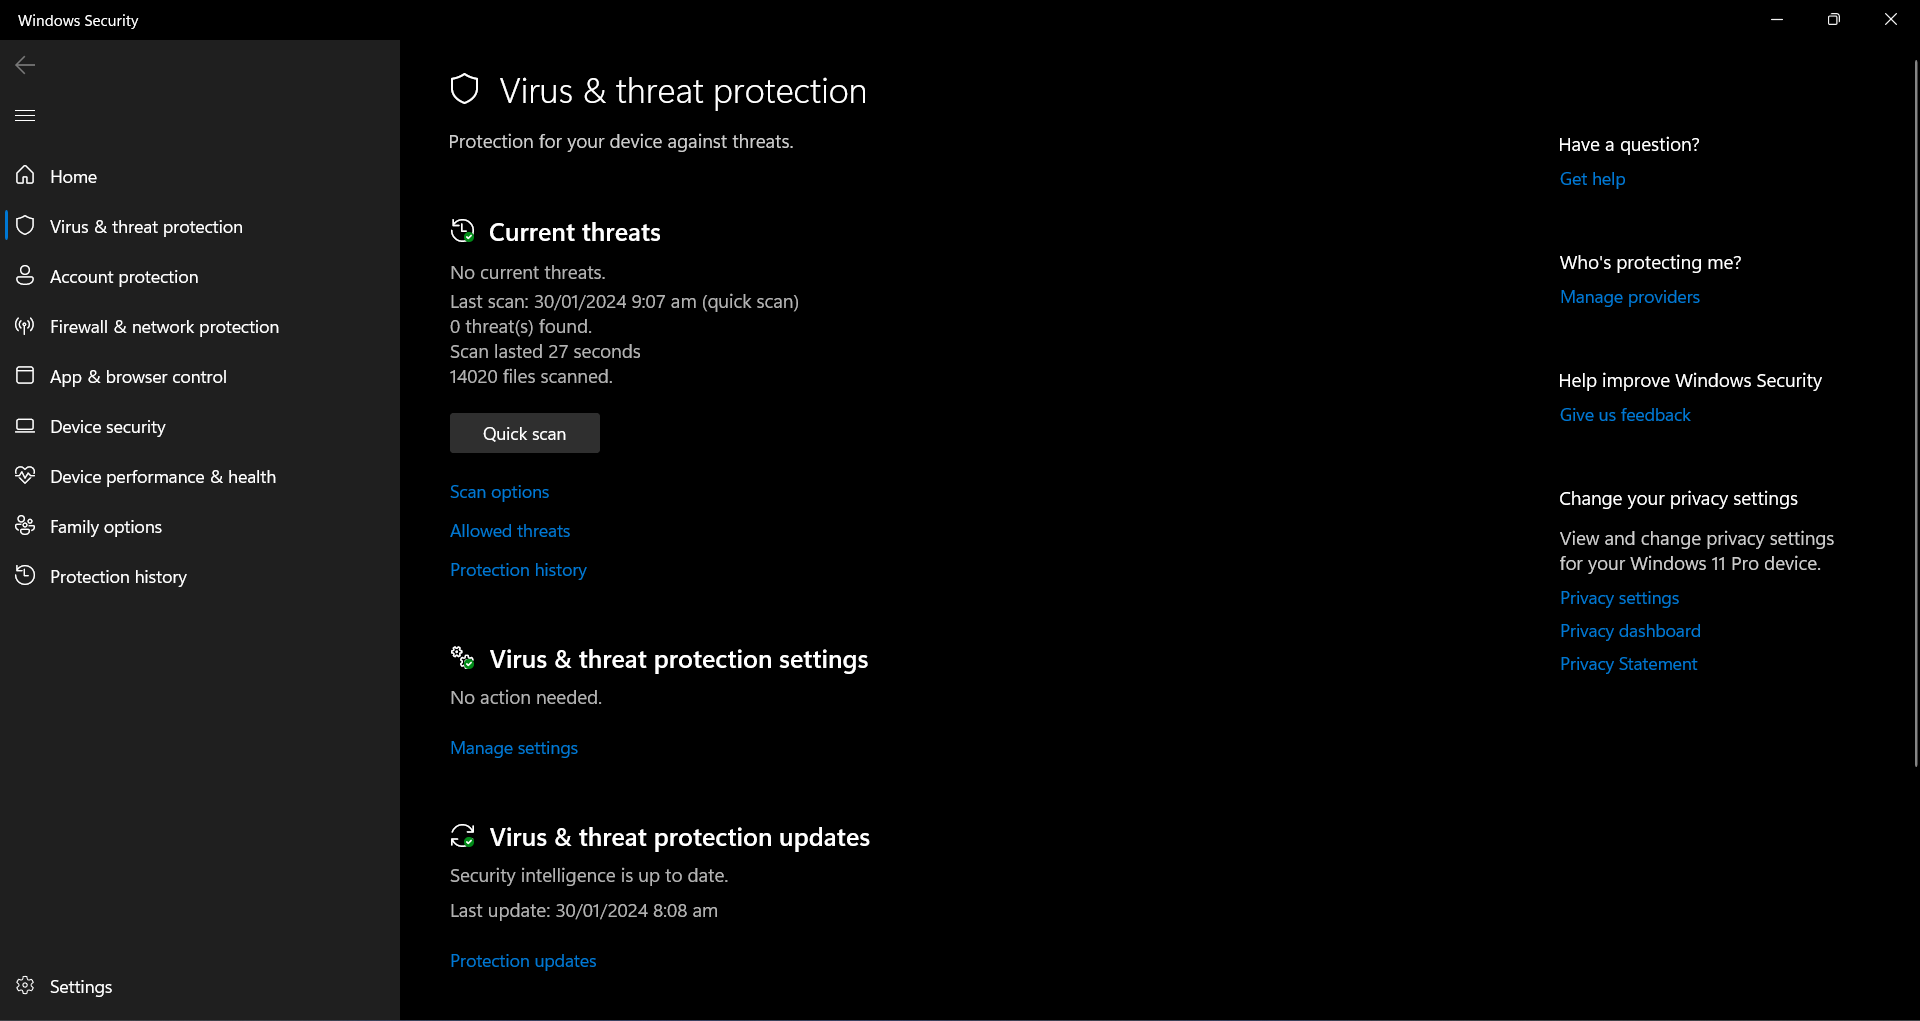 Windows Security
Home
Virus & threat protection
Account protection
Firewall & network protection
App & browser control
Device security
Device performance & health
Family options
Protection history
Settings
Virus & threat protection
Protection for your device against threats.
Current threats
No current threats.
Last scan: 30/01/2024 9:07 am (quick scan)
0 threat(s) found.
Scan lasted 27 seconds
14020 files scanned.
Quick scan
Scan options
Allowed threats
Protection history
Virus & threat protection settings
No action needed.
Manage settings
Virus & threat protection updates
Security intelligence is up to date.
Last update: 30/01/2024 8:08 am
Protection updates
Have a question?
Get help
Who's protecting me?
Manage providers
Help improve Windows Security
Give us feedback
Change your privacy settings
View and change privacy settings
for your Windows 11 Pro device.
Privacy settings
Privacy dashboard
Privacy Statement